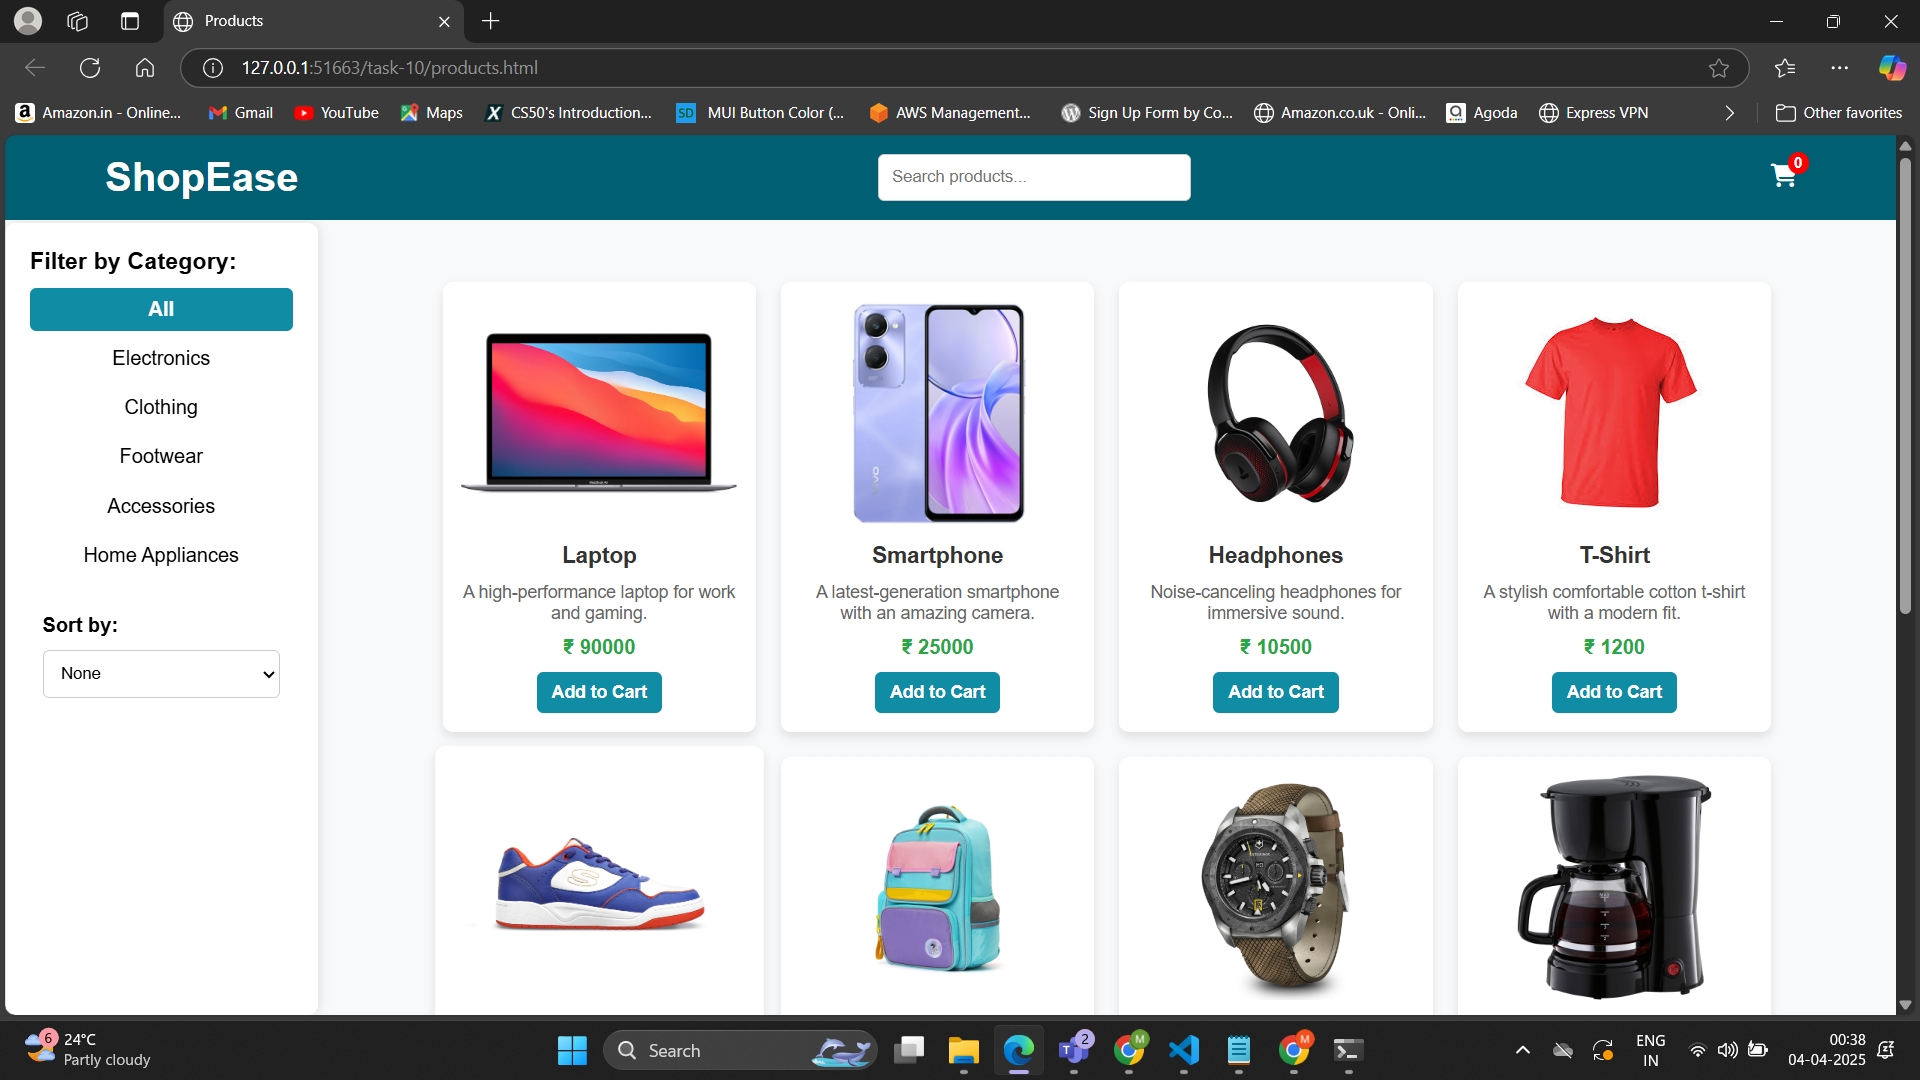 Products
127.0.0.1:51663/task-10/products.html
Amazon.in - Online...
Gmail
YouTube
Maps
CS50's Introduction...
MUI Button Color (...
AWS Management...
Sign Up Form by Co...
Amazon.co.uk - Onli...
Agoda
Express VPN
Other favorites
ShopEase
Search products...
0
Filter by Category:
All
Electronics
Clothing
Footwear
Accessories
Home Appliances
Sort by:
None
Laptop
A high-performance laptop for work
and gaming.
₹ 90000
Add to Cart
Smartphone
A latest-generation smartphone
with an amazing camera.
₹ 25000
Add to Cart
Headphones
Noise-canceling headphones for
immersive sound.
₹ 10500
Add to Cart
T-Shirt
A stylish comfortable cotton t-shirt
with a modern fit.
₹ 1200
Add to Cart
6
24°C
Partly cloudy
Search
2
M
M
ENG
IN
00:38
04-04-2025